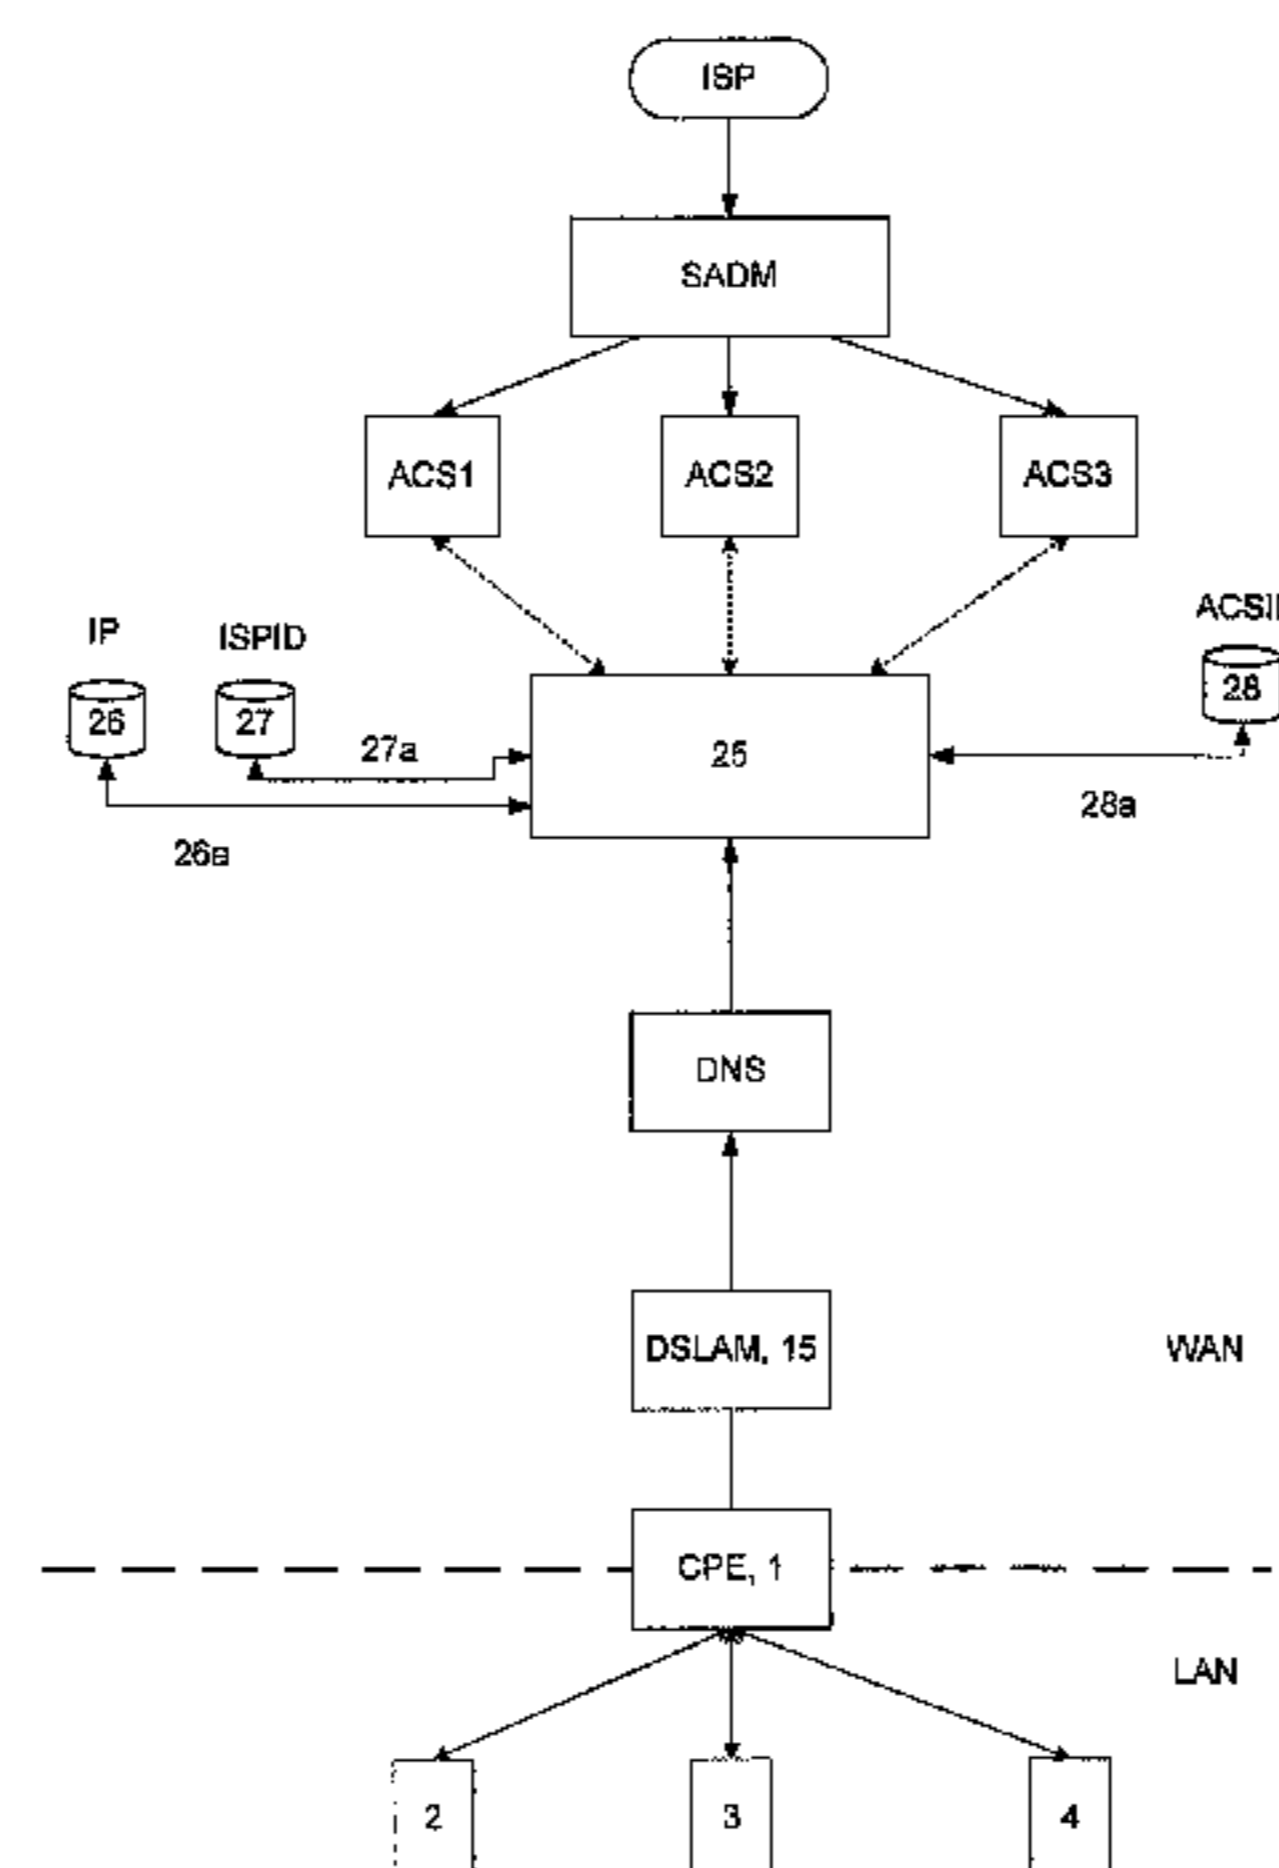 ISP
SADM
ACS1
ACS2
ACS3
IP
ISPID
26
27
27a
25
28
28a
26a
DNS
DSLAM, 15
WAN
CPE, 1
LAN
2
3
4